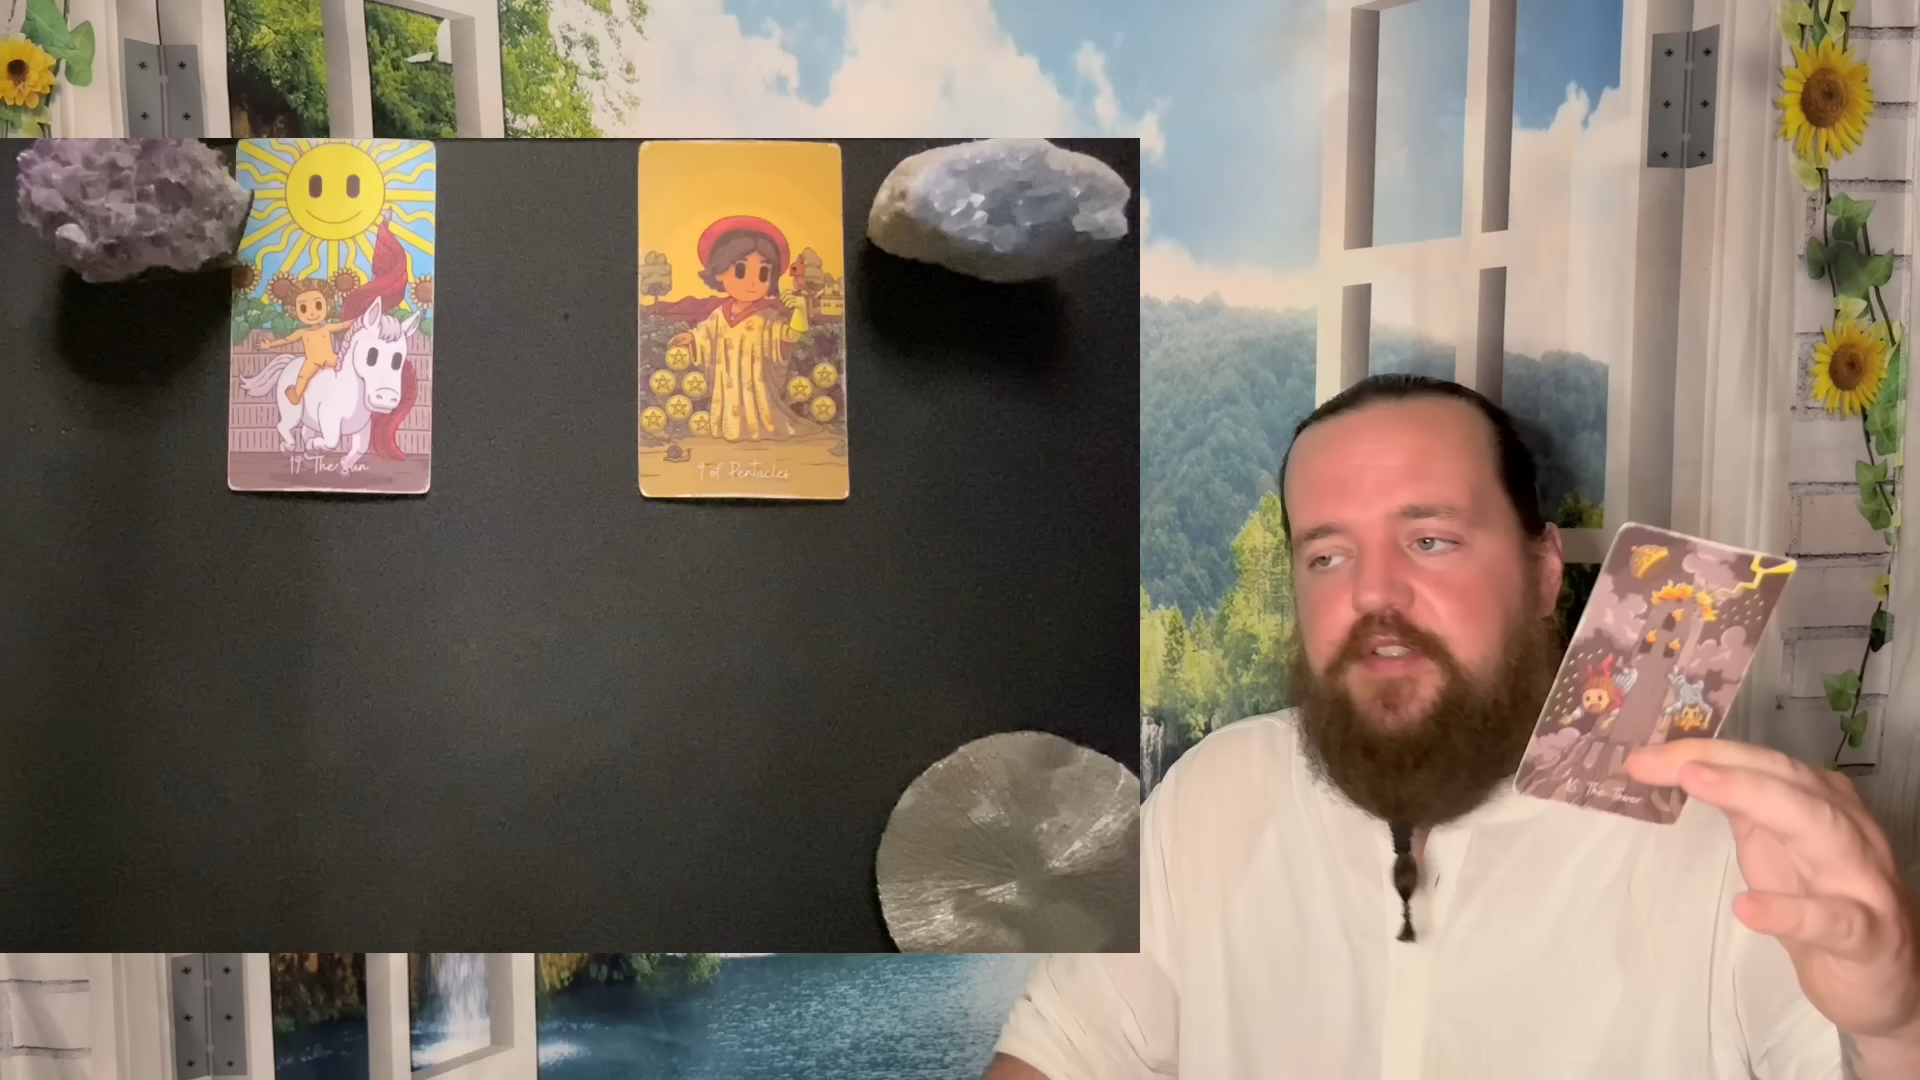 19 The Sun
9 of Pentacles
16 The Tower